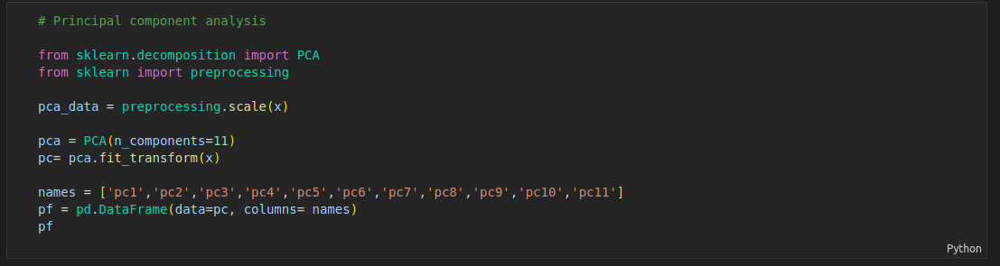 # Principal component analysis
from sklearn.decomposition import PCA
from sklearn import preprocessing
pca_data = preprocessing.scale(x)
pca = PCA(n_components=11)
pc= pca.fit_transform(x)
names = ['pc1','pc2','pc3','pc4','pc5','pc6','pc7','pc8','pc9','pc10','pc11']
pf = pd.DataFrame(data=pc, columns= names)
pf
Python